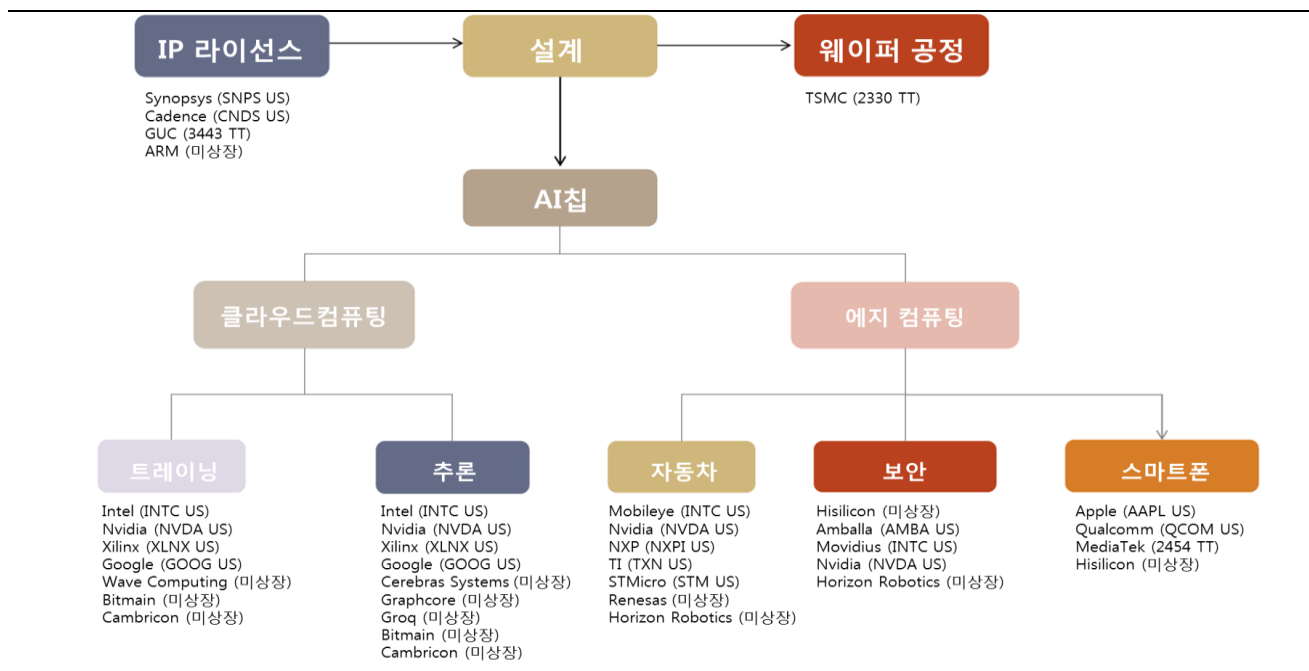 IP 라이선스
설계
웨이퍼 공정
Synopsys (SNPS US)
Cadence (CNDS US)
GUC (3443 TT)
ARM (미상장)
TSMC (2330 TT)
AI칩
클라우드컴퓨팅
에지 컴퓨팅
트레이닝
Intel (INTC US)
Nvidia (NVDA US)
Xilinx (XLNX US)
Google (GOOG US)
Wave Computing (미상장)
Bitmain (미상장)
Cambricon (미상장)
추론
Intel (INTC US)
Nvidia (NVDA US)
Xilinx (XLNX US)
Google (GOOG US)
Cerebras Systems (미상장)
Graphcore (미상장)
Groq (미상장)
Bitmain (미상장)
Cambricon (미상장)
자동차
Mobileye (INTC US)
Nvidia (NVDA US)
NXP (NXPI US)
TI (TXN US)
STMicro (STM US)
Renesas (미상장)
Horizon Robotics (미상장)
보안
Hisilicon (미상장)
Amballa (AMBA US)
Movidius (INTC US)
Nvidia (NVDA US)
Horizon Robotics (미상장)
스마트폰
Apple (AAPL US)
Qualcomm (QCOM US)
MediaTek (2454 TT)
Hisilicon (미상장)